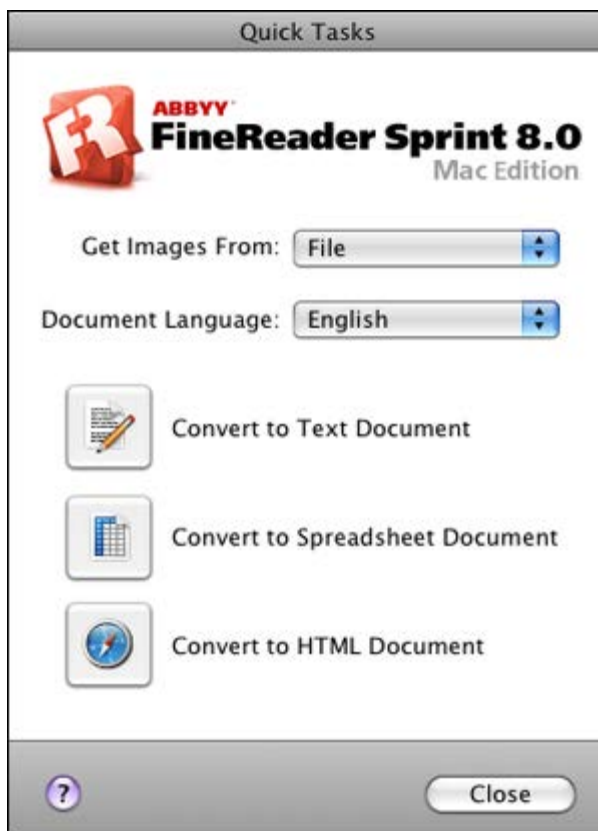 Quick Tasks
ABBYY
FineReader Sprint 8.0
Mac Edition
Get Images From: File
Document Language: English
Convert to Text Document
Convert to Spreadsheet Document
Convert to HTML Document
? Close